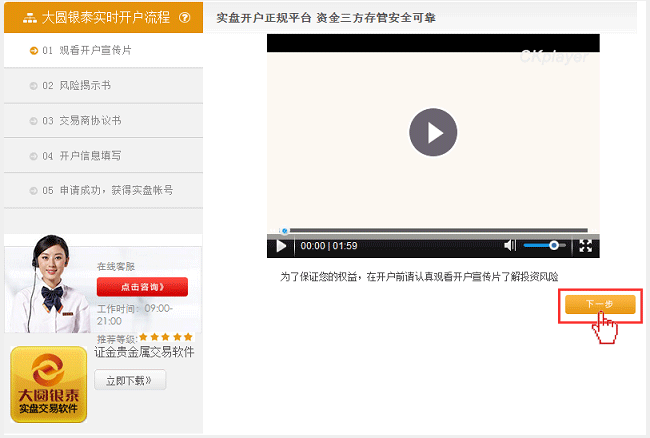 大圆银泰实时开户流程 ?
01 观看开户宣传片
02 风险揭示书
03 交易商协议书
04 开户信息填写
05 申请成功，获得实盘帐号
在线客服
点击咨询》
工作时间：09:00-
21:00
推荐等级:
证金贵金属交易软件
大圆银泰
实盘交易软件
立即下载》
实盘开户正规平台 资金三方存管安全可靠
CKplayer
00:00 | 01:59
为了保证您的权益，在开户前请认真观看开户宣传片了解投资风险
下一步